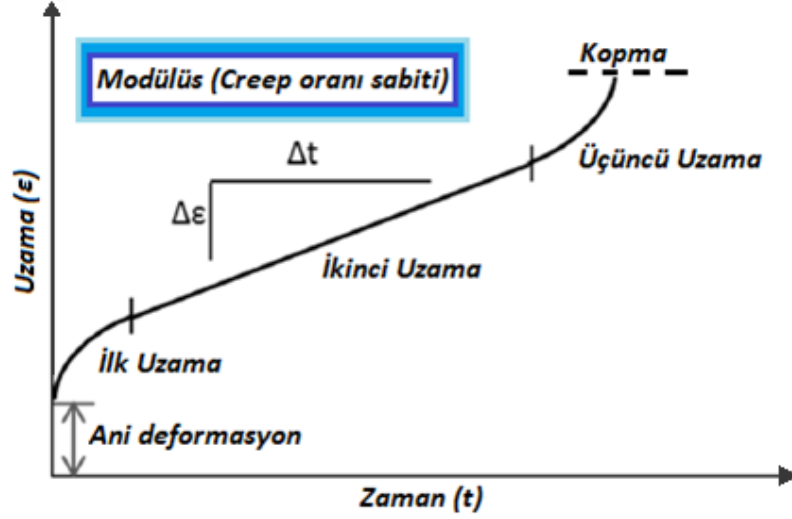 Modülüs (Creep oranı sabiti)
Kopma
Δt
Üçüncü Uzama
Δε
Uzama (ε)
İkinci Uzama
İlk Uzama
Ani deformasyon
Zaman (t)